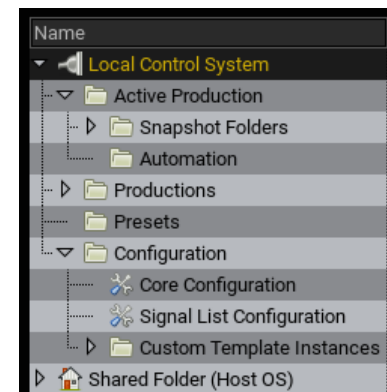 Name
Local Control System
Active Production
Snapshot Folders
Automation
Productions
Presets
Configuration
Core Configuration
Signal List Configuration
Custom Template Instances
Shared Folder (Host OS)